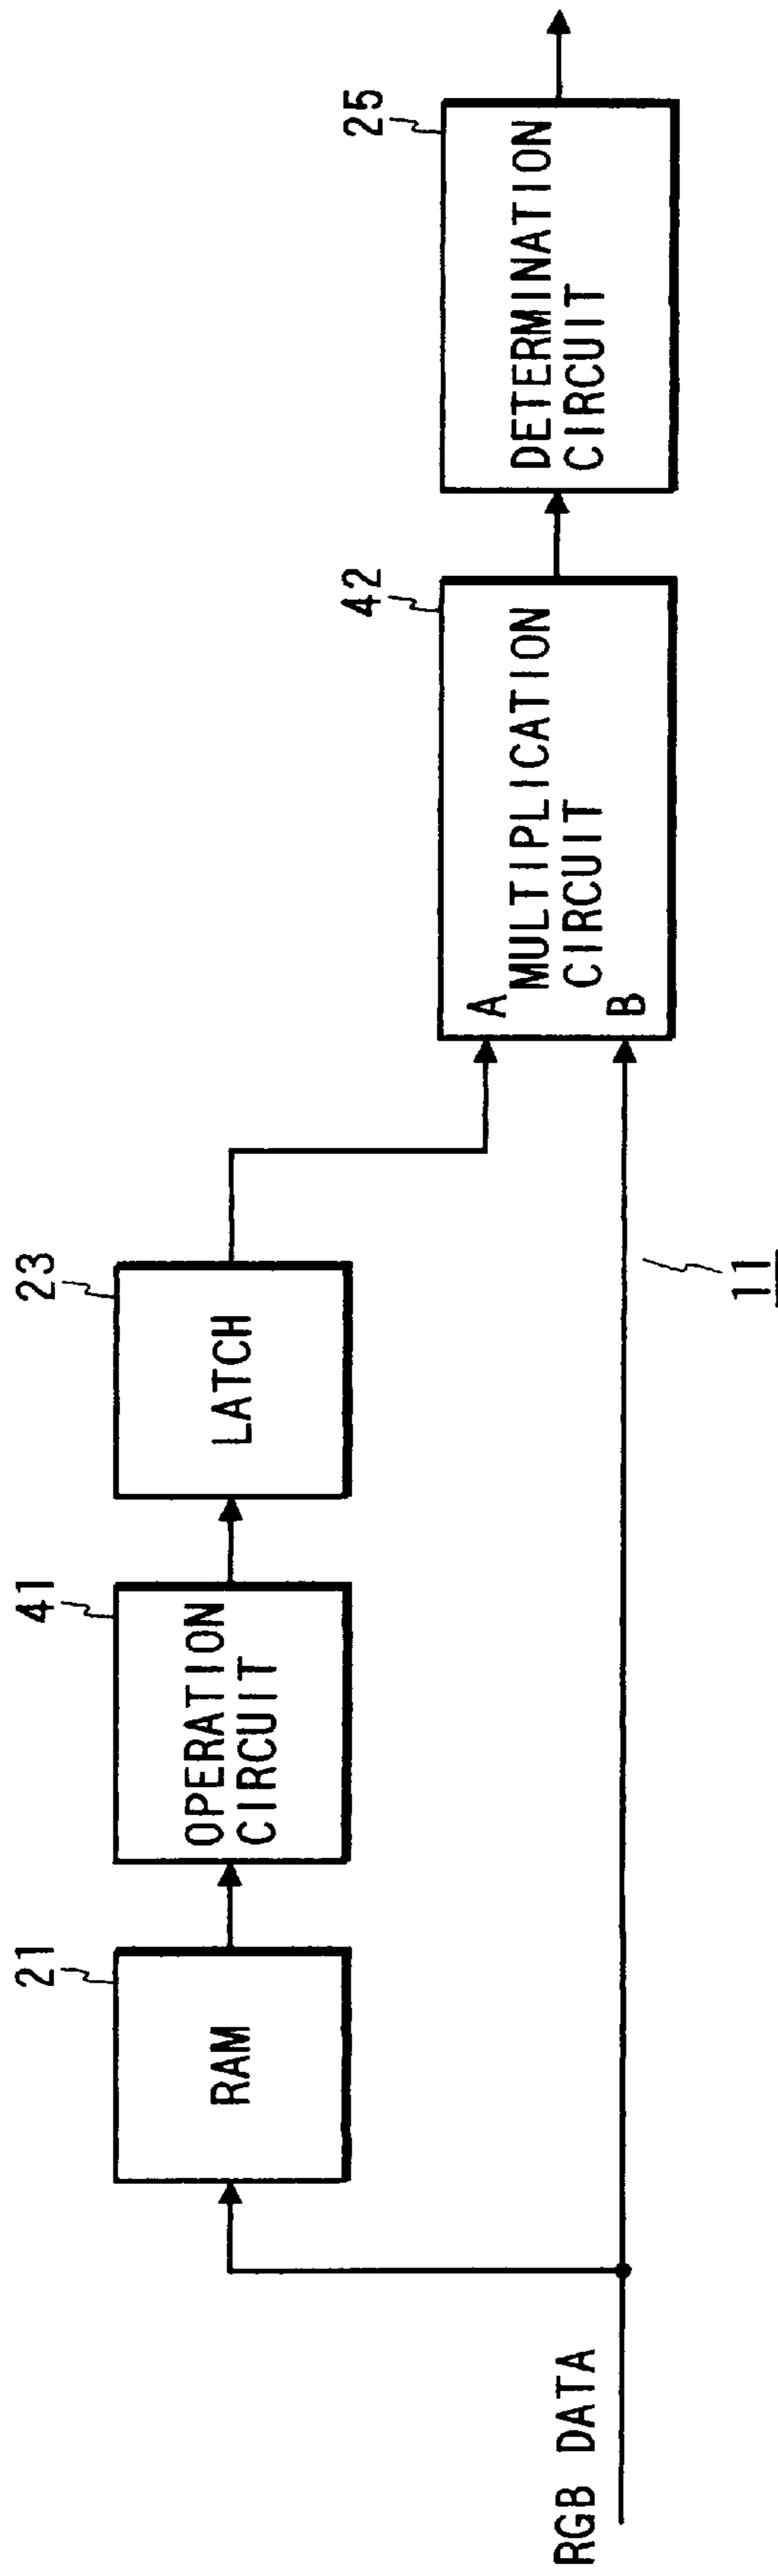 RGB DATA
21
RAM
41
OPERATION
CIRCUIT
23
LATCH
11
A
B
42
MULTIPLICATION
CIRCUIT
25
DETERMINATION
CIRCUIT